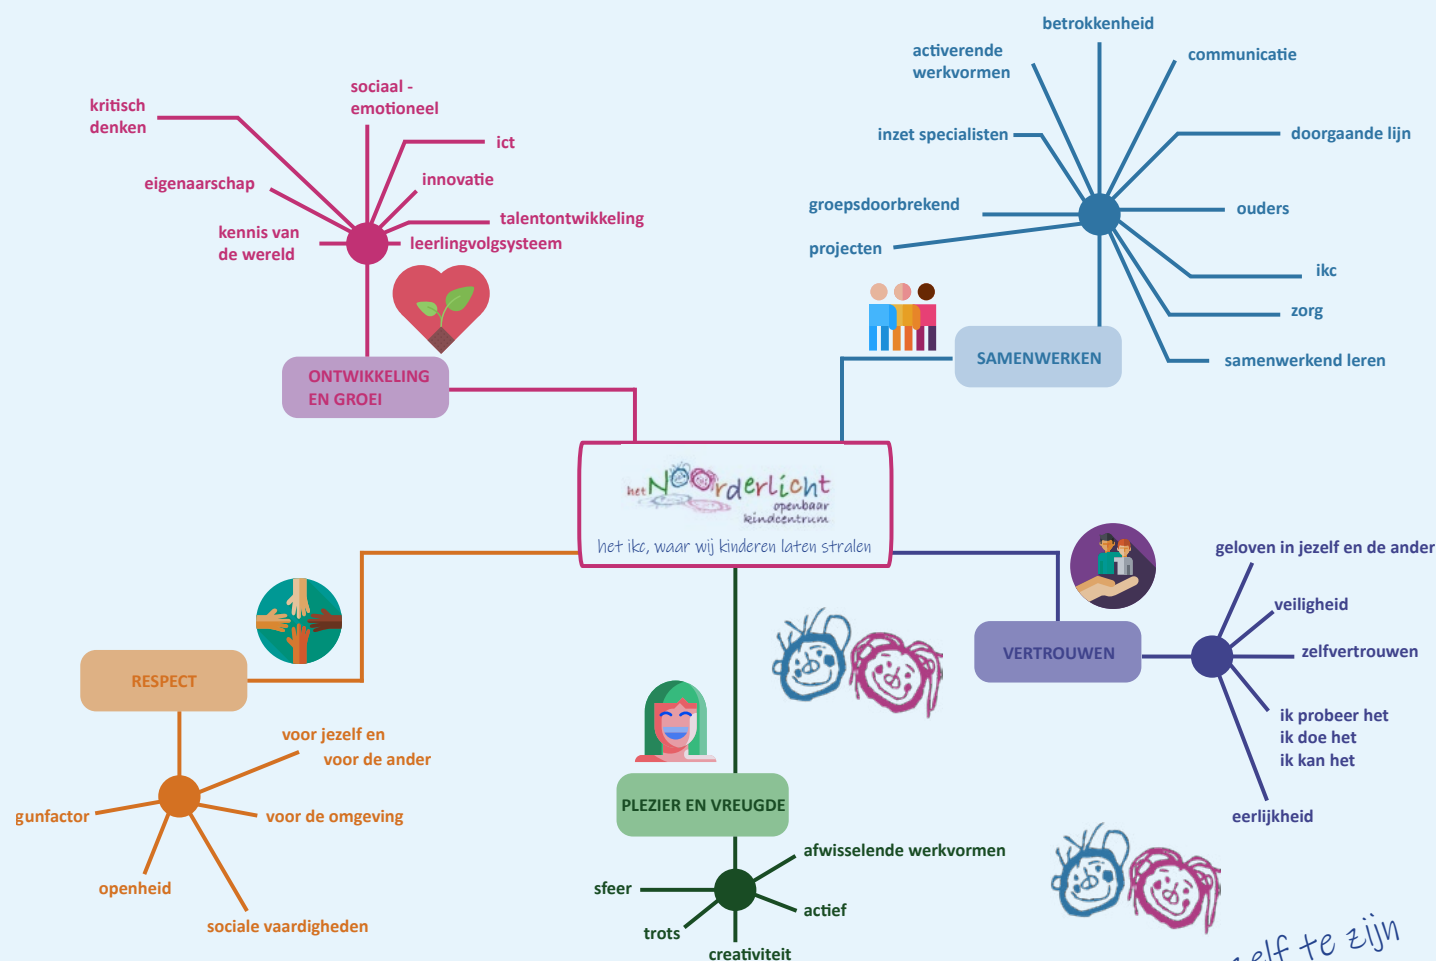 betrokkenheid
activerende
werkvormen
communicatie
inzet specialisten
doorgaande lijn
groepsdoorbrekend
ouders
projecten
ikc
zorg
samenwerkend leren
SAMENWERKEN
sociaal -
emotioneel
kritisch
denken
ict
eigenaarschap
innovatie
talentontwikkeling
kennis van
de wereld
leerlingvolgsysteem
ONTWIKKELING
EN GROEI
het Noorderlicht
openbaar
kindcentrum
het ikc, waar wij kinderen laten stralen
RESPECT
voor jezelf en
voor de ander
gunfactor
voor de omgeving
openheid
sociale vaardigheden
PLEZIER EN VREUGDE
afwisselende werkvormen
sfeer
actief
trots
creativiteit
VERTROUWEN
geloven in jezelf en de ander
veiligheid
zelfvertrouwen
ik probeer het
ik doe het
ik kan het
eerlijkheid
te zijn